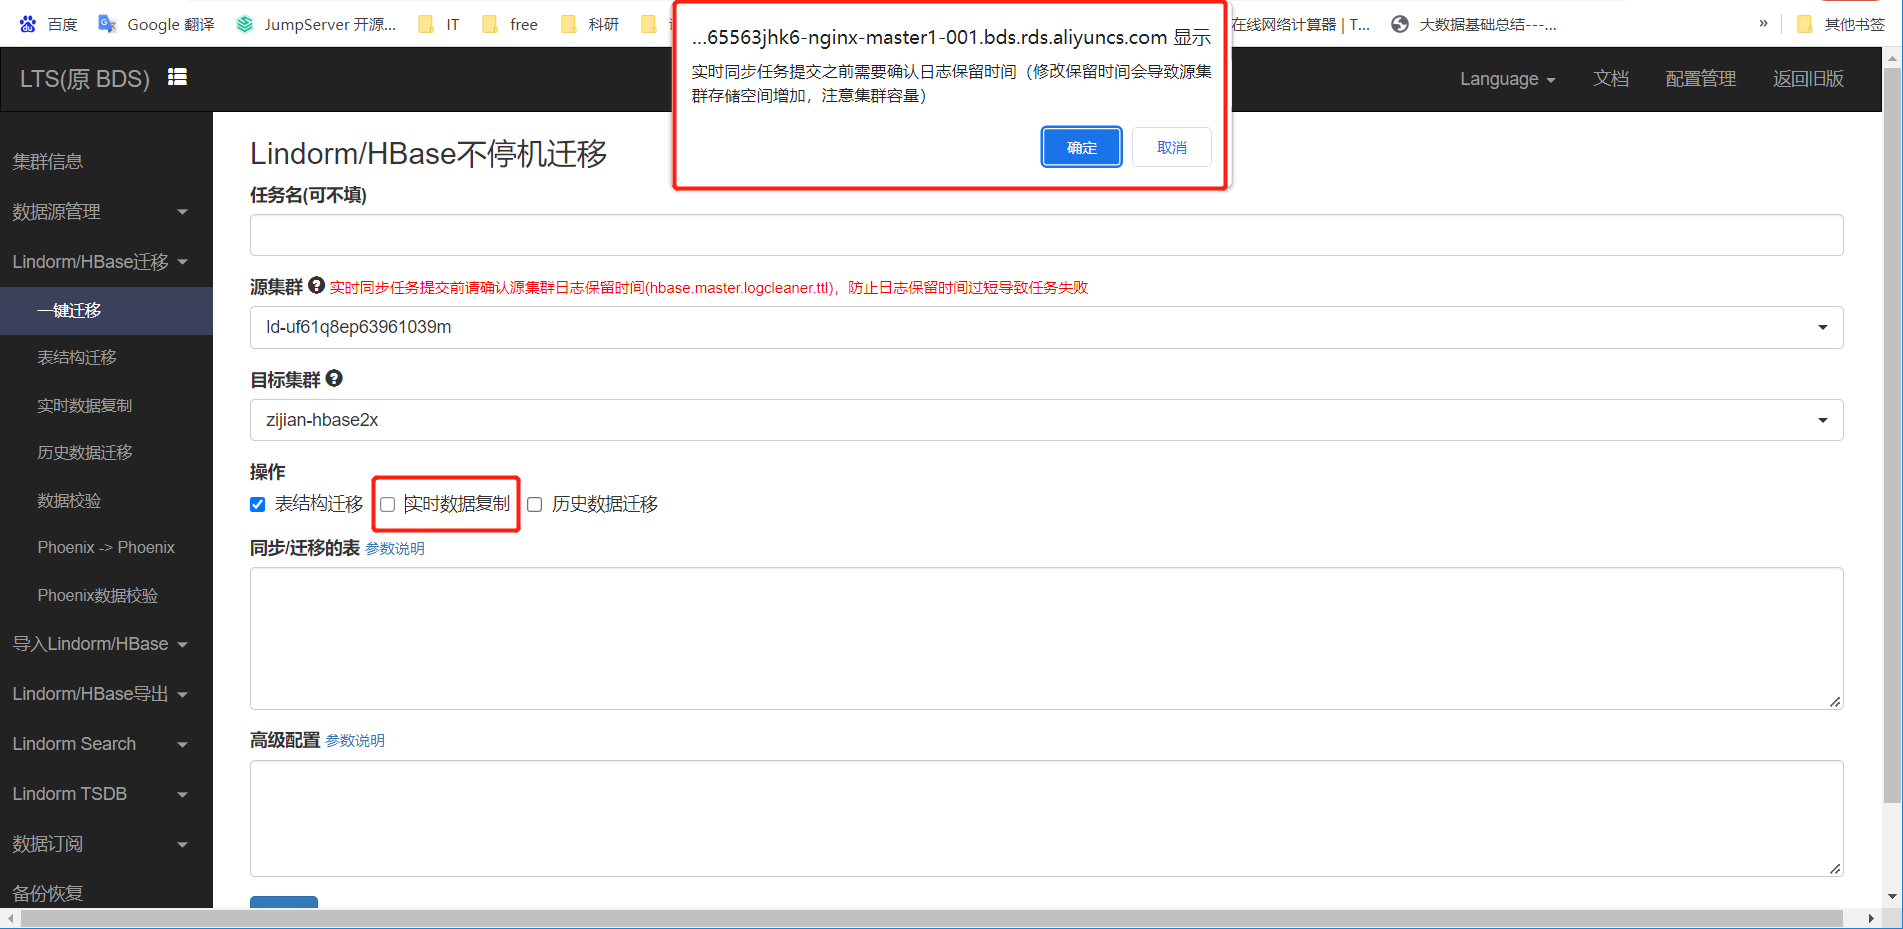 百度
Google 翻译
JumpServer 开源...
IT
free
科研
在线网络计算器 | T...
大数据基础总结---...
»
其他书签
...65563jhk6-nginx-master1-001.bds.rds.aliyuncs.com 显示
实时同步任务提交之前需要确认日志保留时间（修改保留时间会导致源集
群存储空间增加，注意集群容量）
确定
取消
LTS(原 BDS)
Language
文档
配置管理
返回旧版
集群信息
数据源管理
Lindorm/HBase迁移
一键迁移
表结构迁移
实时数据复制
历史数据迁移
数据校验
Phoenix -> Phoenix
Phoenix数据校验
导入Lindorm/HBase
Lindorm/HBase导出
Lindorm Search
Lindorm TSDB
数据订阅
备份恢复
Lindorm/HBase不停机迁移
任务名(可不填)
源集群 实时同步任务提交前请确认源集群日志保留时间(hbase.master.logcleaner.ttl)，防止日志保留时间过短导致任务失败
ld-uf61q8ep63961039m
目标集群
zijian-hbase2x
操作
表结构迁移 实时数据复制 历史数据迁移
同步/迁移的表 参数说明
高级配置 参数说明